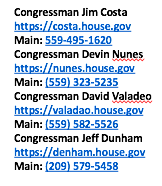 Congressman Jim Costa
https://costa.house.gov
Main: 559-495-1620
Congressman Devin Nunes
https://nunes.house.gov
Main: (559) 323-5235
Congressman David Valadeo
https://valadao.house.gov
Main: (559) 582-5526
Congressman Jeff Dunham
https://denham.house.gov
Main: (209) 579-5458